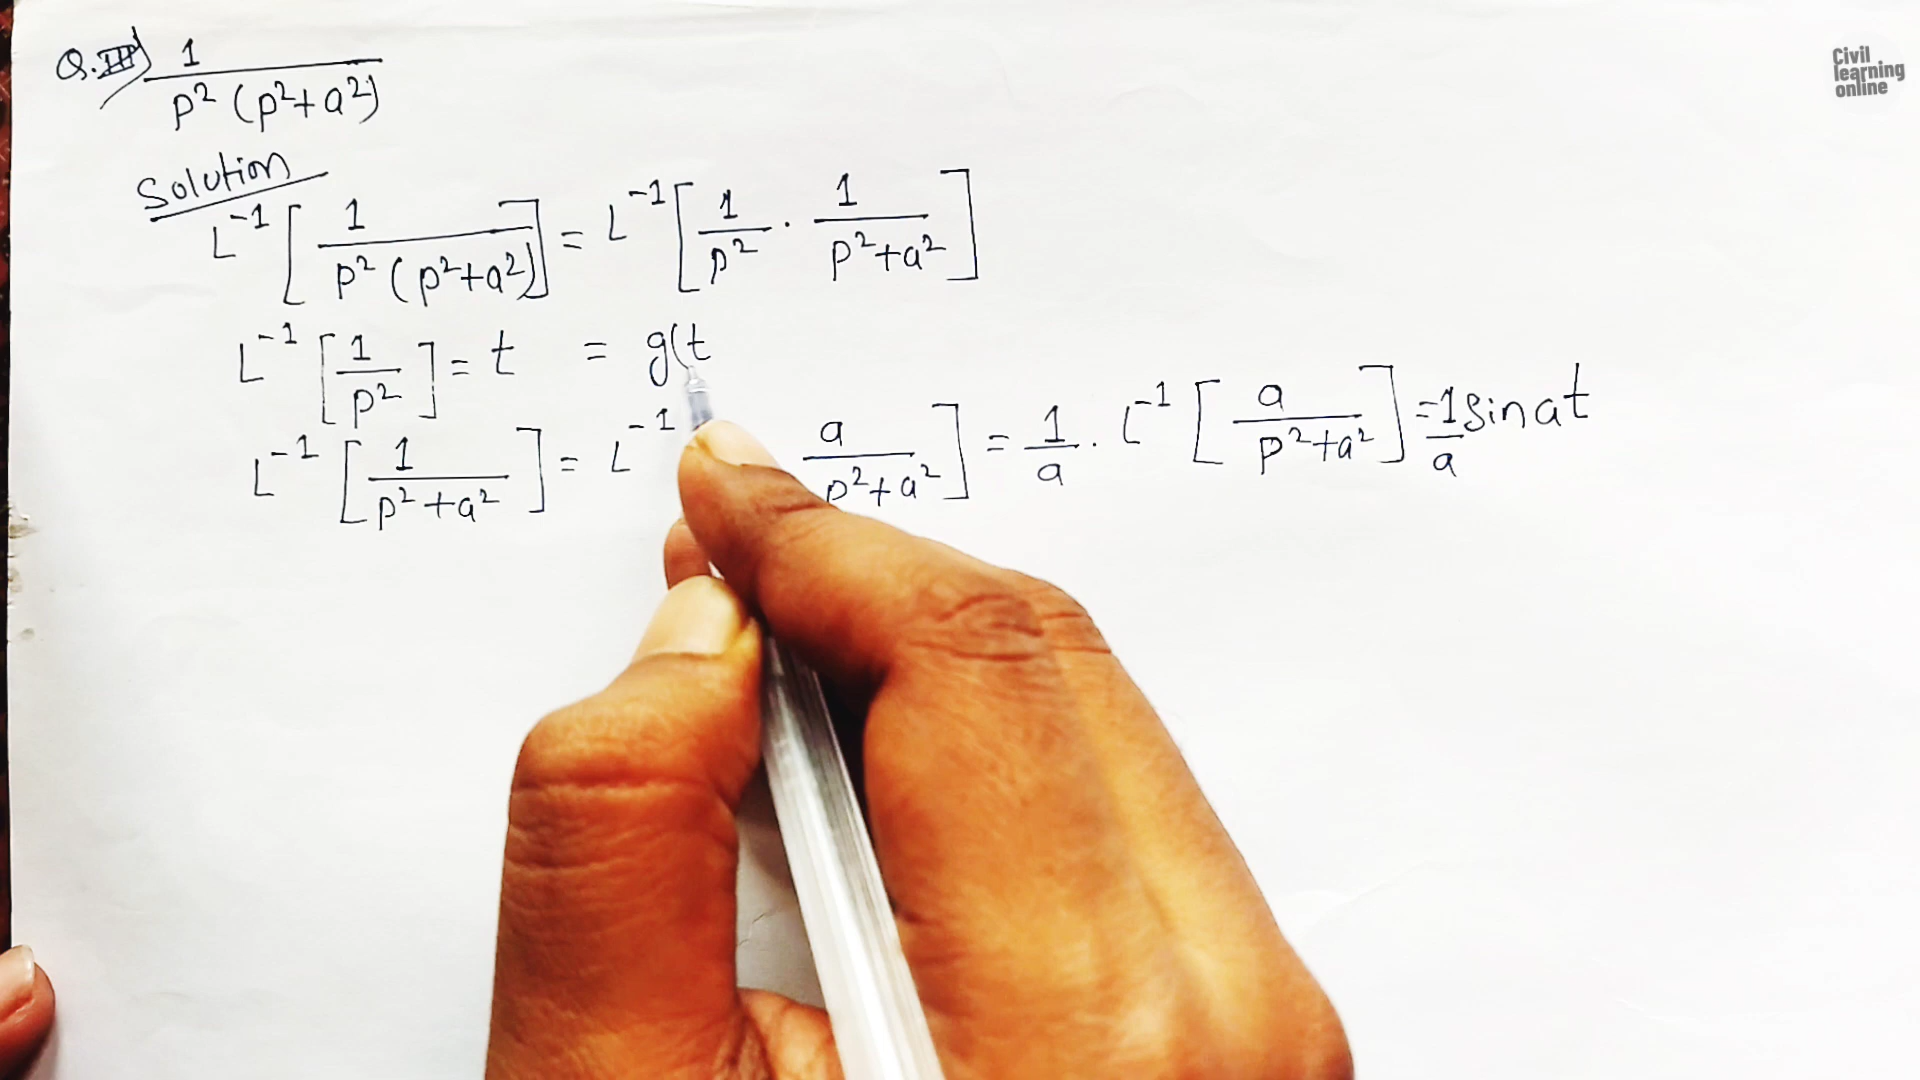 Q.III) 1/(p² (p²+a²))
Solution
L⁻¹[1/(p² (p²+a²))] = L⁻¹[1/p² · 1/(p²+a²)]
L⁻¹[1/p²] = t = g(t
L⁻¹[1/(p²+a²)] = L⁻¹ a/(p²+a²)] = 1/a · L⁻¹[a/(p²+a²)] = 1/a sin at
Civil
learning
online